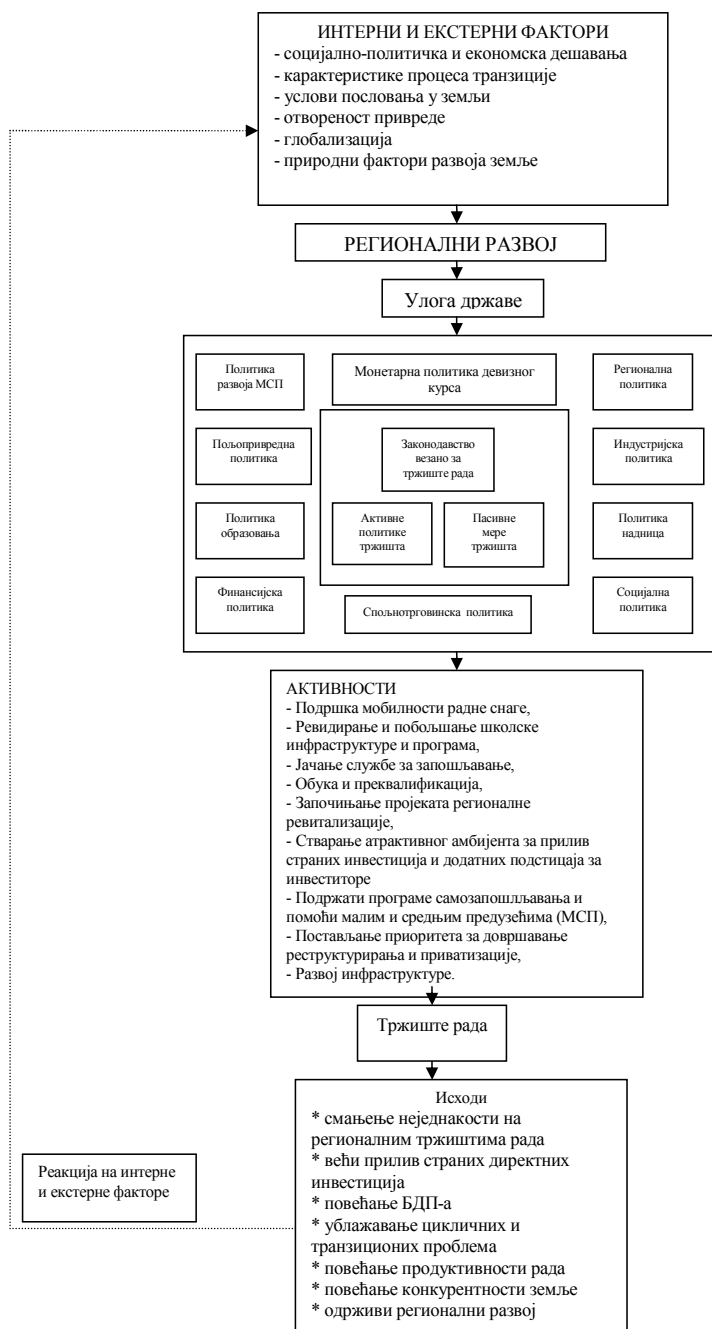 ИНТЕРНИ И ЕКСТЕРНИ ФАКТОРИ
- социјално-политичка и економска дешавања
- карактеристике процеса транзиције
- услови пословања у земљи
- отвореност привреде
- глобализација
- природни фактори развоја земље
РЕГИОНАЛНИ РАЗВОЈ
Улога државе
Политика
развоја МСП
Монетарна политика девизног
курса
Регионална
политика
Пољопривредна
политика
Законодавство
везано за
тржиште рада
Индустријска
политика
Политика
образовања
Активне
политике
тржишта
Пасивне
мере
тржишта
Политика
надница
Финансијска
политика
Спољнотрговинска политика
Социјална
политика
АКТИВНОСТИ
- Подршка мобилности радне снаге,
- Ревидирање и побољшање школске
инфраструктуре и програма,
- Јачање службе за запошљавање,
- Обука и преквалификација,
- Започињање пројеката регионалне
ревитализације,
- Стварање атрактивног амбијента за прилив
страних инвестиција и додатних подстицаја за
инвеститоре
- Подржати програме самозапошљљавања и
помоћи малим и средњим предузећима (МСП),
- Постављање приоритета за довршавање
реструктурирања и приватизације,
- Развој инфраструктуре.
Тржиште рада
Исходи
* смањење неједнакости на
регионалним тржиштима рада
* већи прилив страних директних
инвестиција
* повећање БДП-а
* ублажавање цикличних и
транзиционих проблема
* повећање продуктивности рада
* повећање конкурентности земље
* одрживи регионални развој
Реакција на интерне
и екстерне факторе